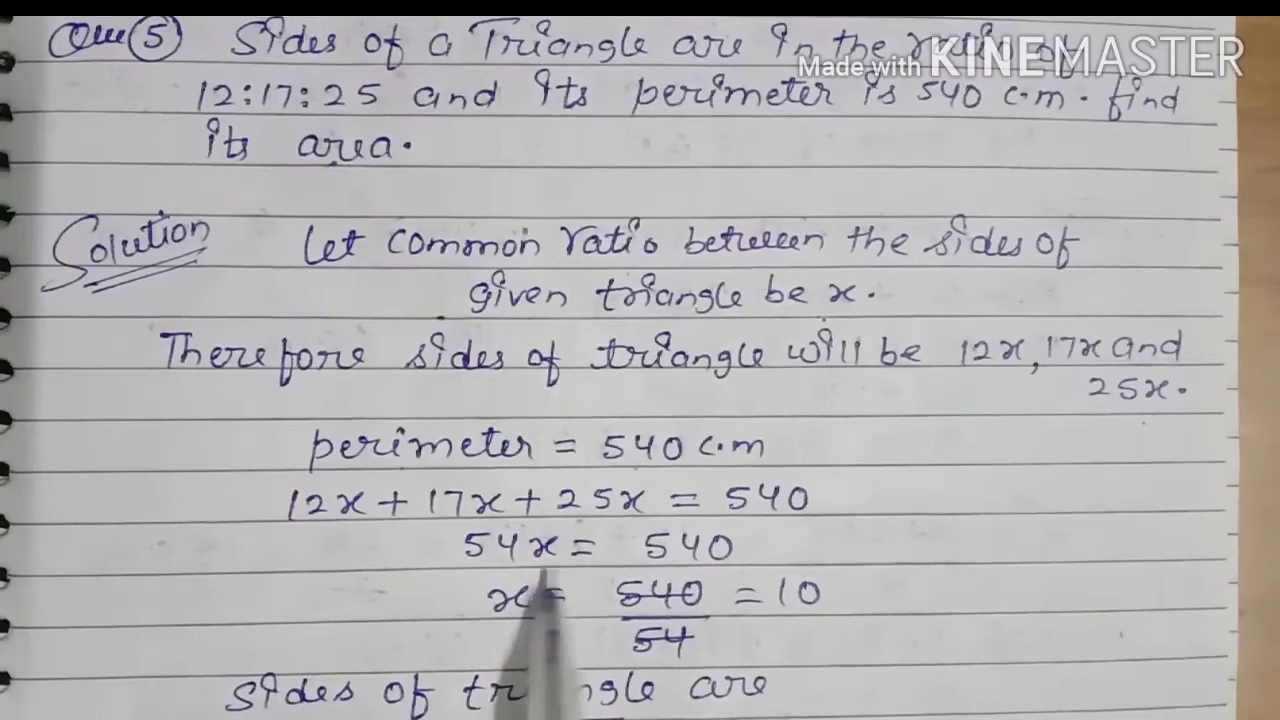 Que 5 Sides of a Triangle are in the ratio of
Made with KINEMASTER
12:17:25 and its perimeter is 540 c.m. find
its area.
Solution Let common ratio between the sides of
given triangle be x.
Therefore sides of triangle will be 12x, 17x and
25x.
perimeter = 540 c.m
12x + 17x + 25x = 540
54x = 540
x = 540/54 = 10
sides of are